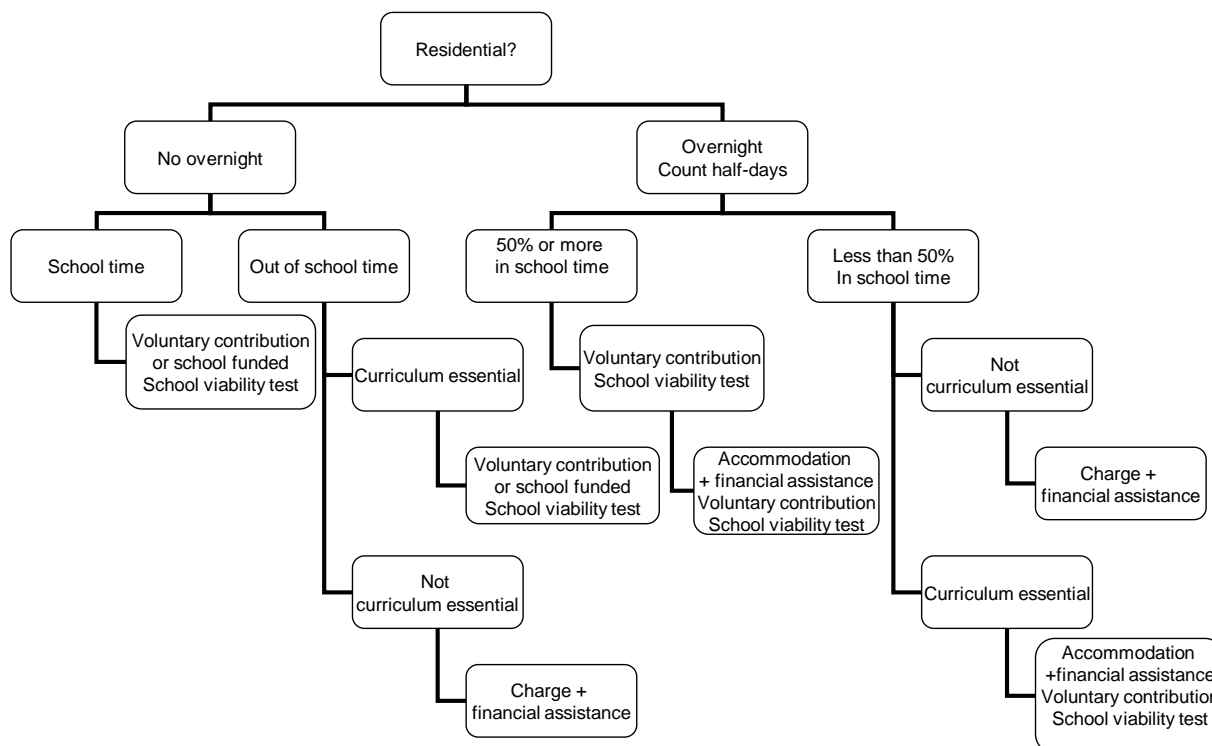 Residential?
No overnight
Overnight
Count half-days
School time
Out of school time
50% or more
in school time
Less than 50%
In school time
Voluntary contribution
or school funded
School viability test
Curriculum essential
Voluntary contribution
School viability test
Not
curriculum essential
Voluntary contribution
or school funded
School viability test
Accommodation
+ financial assistance
Voluntary contribution
School viability test
Charge +
financial assistance
Not
curriculum essential
Curriculum essential
Charge +
financial assistance
Accommodation
+financial assistance
Voluntary contribution
School viability test